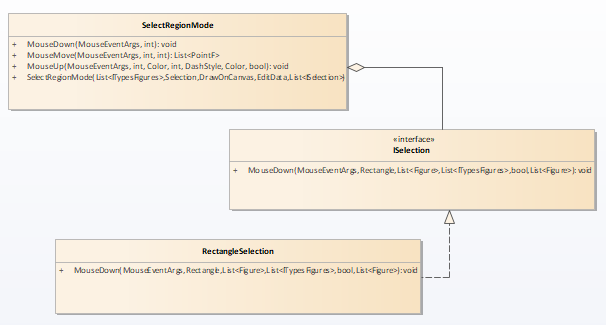 SelectRegionMode
+ MouseDown(MouseEventArgs, int): void
+ MouseMove(MouseEventArgs, int, int): List<PointF>
+ MouseUp(MouseEventArgs, int, Color, int, DashStyle, Color, bool): void
+ SelectRegionMode(List<ITypesFigures>,Selection,DrawOnCanvas,EditData,List<ISelection>)
«interface»
ISelection
+ MouseDown(MouseEventArgs,Rectangle,List<Figure>,List<ITypesFigures>,bool,List<Figure>): void
RectangleSelection
+ MouseDown(MouseEventArgs,Rectangle,List<Figure>,List<ITypesFigures>,bool,List<Figure>):void